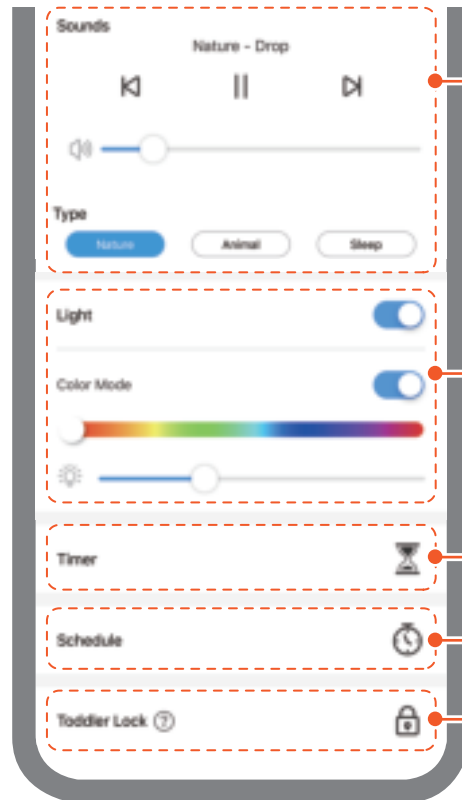 Sounds
Nature - Drop
Type
Nature Animal Sleep
Light
Color Mode
Timer
Schedule
Toddler Lock ?